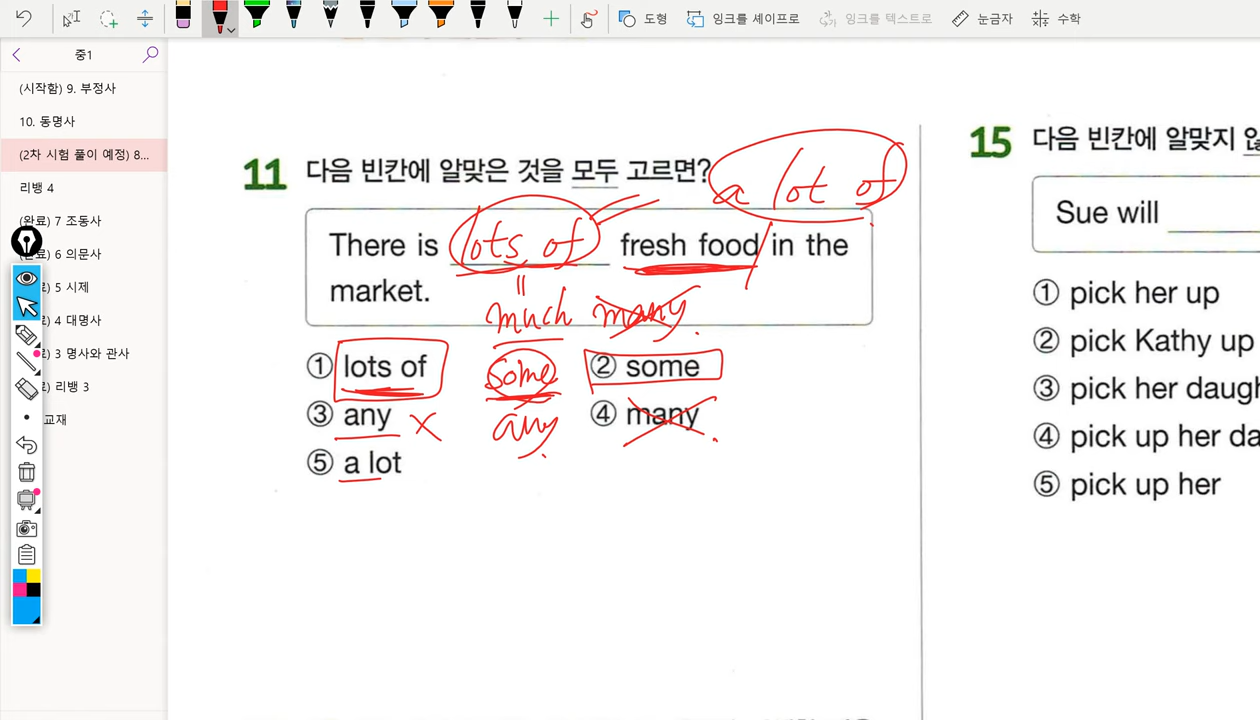 도형
잉크를 셰이프로
잉크를 텍스트로
눈금자
수학
중1
(시작함) 9. 부정사
10. 동명사
(2차 시험 풀이 예정) 8...
리뱅 4
(완료) 7 조동사
료) 6 의문사
료) 5 시제
료) 4 대명사
료) 3 명사와 관사
료) 리뱅 3
교재
11 다음 빈칸에 알맞은 것을 모두 고르면?
a lot of
There is lots of fresh food in the
market.
much many
① lots of
some
② some
③ any
any
④ many
⑤ a lot
15 다음 빈칸에 알맞지
Sue will
① pick her up
② pick Kathy up
③ pick her daugh
④ pick up her da
⑤ pick up her